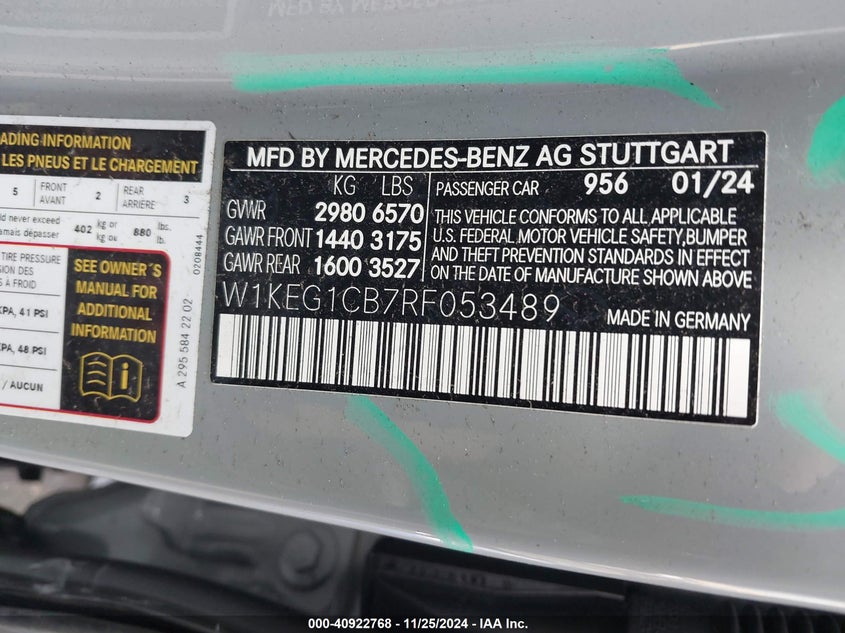 ADING INFORMATION
LES PNEUS ET LE CHARGEMENT
5 FRONT AVANT 2 REAR ARRIÈRE 3
ld never exceed
amais dépasser 402 kg or kg ou 880 lbs. lb.
TIRE PRESSURE
SION DES
À FROID
KPA, 41 PSI
KPA, 48 PSI
/ AUCUN
SEE OWNER'S
MANUAL FOR
ADDITIONAL
INFORMATION
0208444
A 295 584 22 02
MFD BY MERCEDES-BENZ AG STUTTGART
KG LBS
GVWR 2980 6570
GAWR FRONT 1440 3175
GAWR REAR 1600 3527
PASSENGER CAR 956 01/24
THIS VEHICLE CONFORMS TO ALL APPLICABLE
U.S. FEDERAL MOTOR VEHICLE SAFETY, BUMPER
AND THEFT PREVENTION STANDARDS IN EFFECT
ON THE DATE OF MANUFACTURE SHOWN ABOVE
W1KEG1CB7RF053489
MADE IN GERMANY
000-40922768 - 11/25/2024 - IAA Inc.